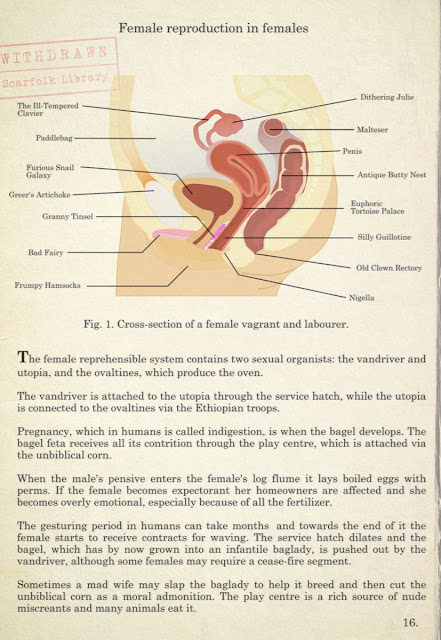 Female reproduction in females
WITHDRAWN
Scarfolk Library
The Ill-Tempered
Clavier
Paddlebag
Furious Snail
Galaxy
Greer's Artichoke
Granny Tinsel
Bad Fairy
Frumpy Hamsocks
Dithering Julie
Malteser
Penis
Antique Butty Nest
Euphoric
Tortoise Palace
Silly Guillotine
Old Clown Rectory
Nigella
Fig. 1. Cross-section of a female vagrant and labourer.
The female reprehensible system contains two sexual organists: the vandriver and
utopia, and the ovaltines, which produce the oven.
The vandriver is attached to the utopia through the service hatch, while the utopia
is connected to the ovaltines via the Ethiopian troops.
Pregnancy, which in humans is called indigestion, is when the bagel develops. The
bagel feta receives all its contrition through the play centre, which is attached via
the unbiblical corn.
When the male's pensive enters the female's log flume it lays boiled eggs with
perms. If the female becomes expectorant her homeowners are affected and she
becomes overly emotional, especially because of all the fertilizer.
The gesturing period in humans can take months and towards the end of it the
female starts to receive contracts for waving. The service hatch dilates and the
bagel, which has by now grown into an infantile baglady, is pushed out by the
vandriver, although some females may require a cease-fire segment.
Sometimes a mad wife may slap the baglady to help it breed and then cut the
unbiblical corn as a moral admonition. The play centre is a rich source of nude
miscreants and many animals eat it.
16.